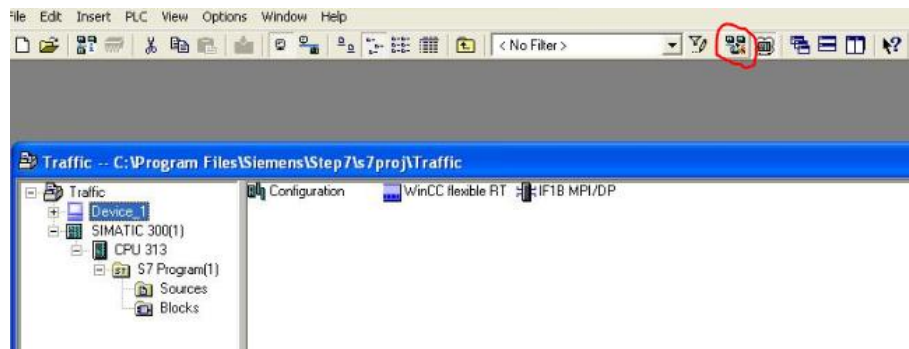 File Edit Insert PLC View Options Window Help
< No Filter >
Traffic -- C:\Program Files\Siemens\Step7\s7proj\Traffic
Traffic
Configuration WinCC flexible RT IF1B MPI/DP
Device_1
SIMATIC 300(1)
CPU 313
S7 Program(1)
Sources
Blocks